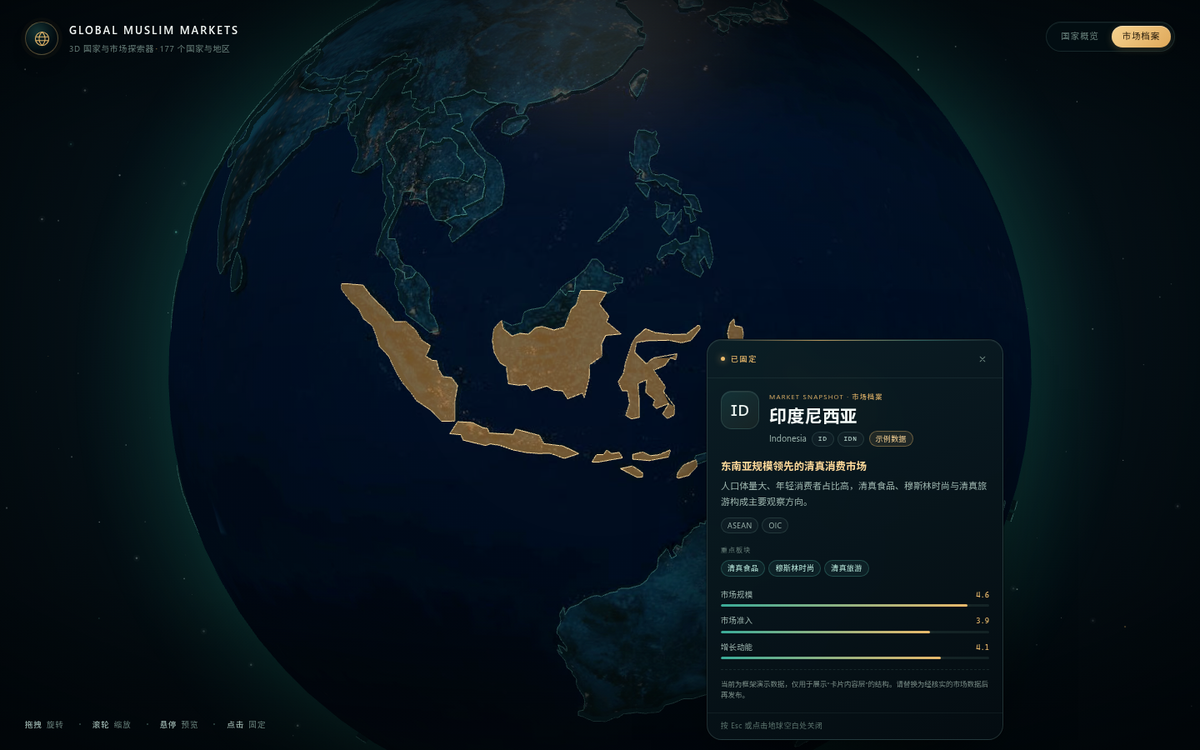 GLOBAL MUSLIM MARKETS
3D 国家与市场探索器 · 177 个国家与地区
国家概览
市场档案
已固定
×
ID
MARKET SNAPSHOT · 市场档案
印度尼西亚
Indonesia ID IDN 示例数据
东南亚规模领先的清真消费市场
人口体量大、年轻消费者占比高，清真食品、穆斯林时尚与清真旅
游构成主要观察方向。
ASEAN OIC
重点板块
清真食品 穆斯林时尚 清真旅游
市场规模 4.6
市场准入 3.9
增长动能 4.1
当前为框架演示数据，仅用于展示“卡片内容层”的结构。请替换为经核实的市场数据后
再发布。
按 Esc 或点击地球空白处关闭
拖拽 旋转 · 滚轮 缩放 · 悬停 预览 · 点击 固定